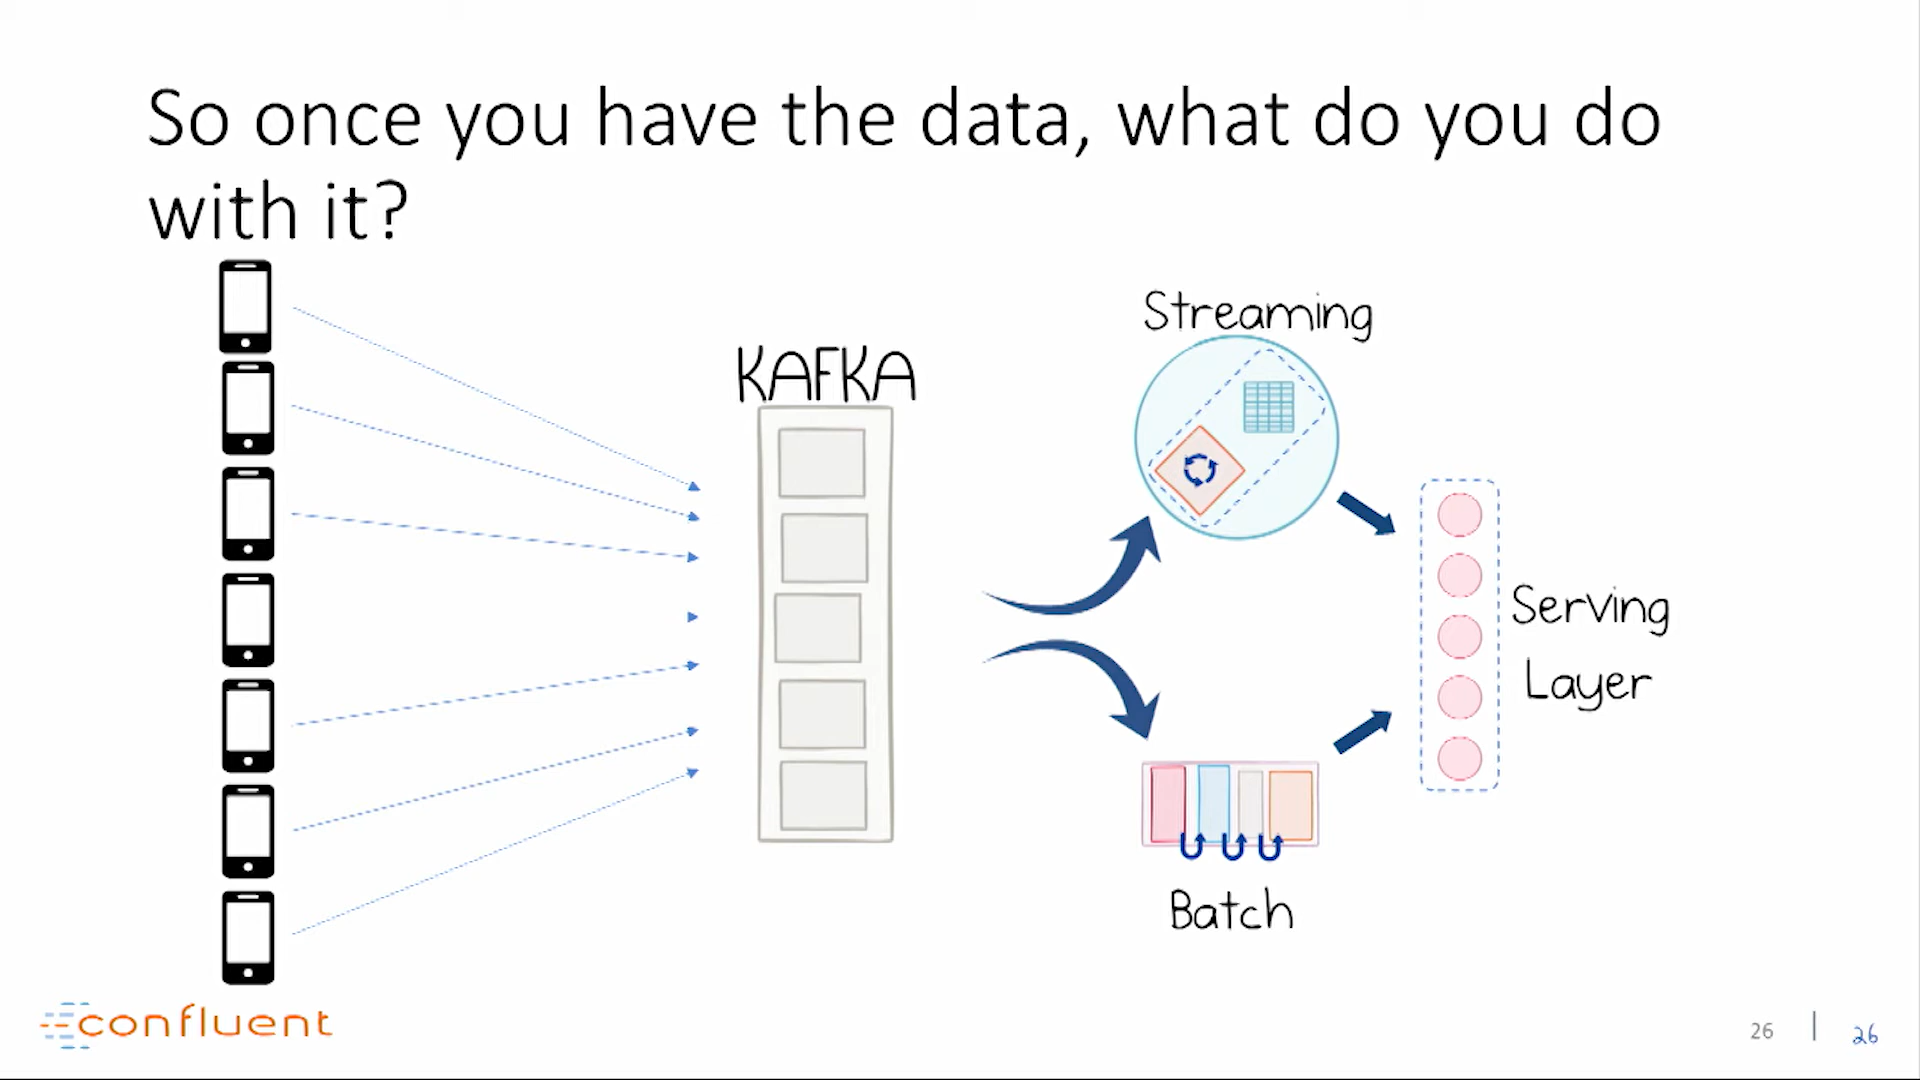 So once you have the data, what do you do
with it?
Streaming
KAFKA
Serving
Layer
Batch
confluent
26
26